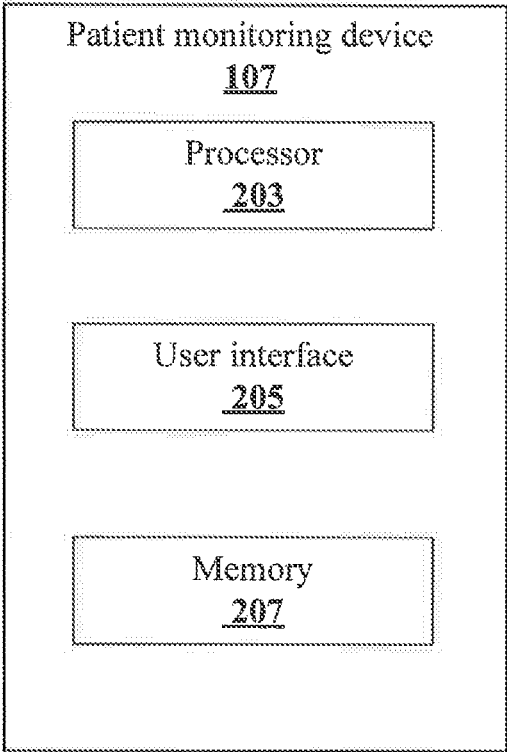 Patient monitoring device
107
Processor
203
User interface
205
Memory
207